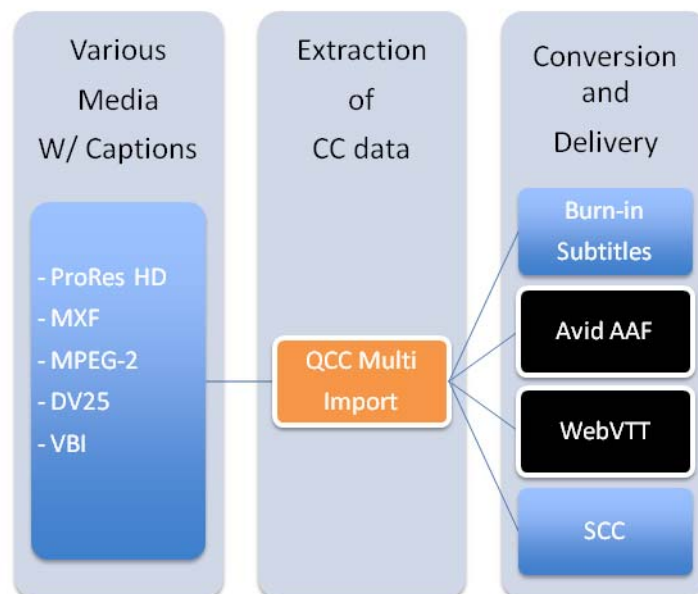 Various
Media
W/ Captions
- ProRes HD
- MXF
- MPEG-2
- DV25
- VBI
Extraction
of
CC data
QCC Multi
Import
Conversion
and
Delivery
Burn-in
Subtitles
Avid AAF
WebVTT
SCC